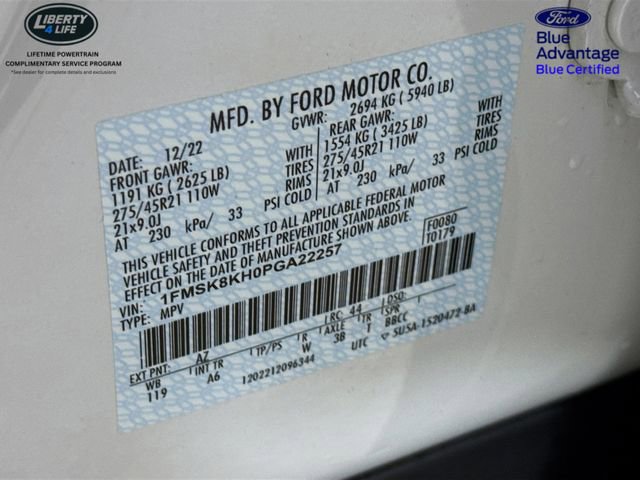 LIBERTY
4 LIFE
LIFETIME POWERTRAIN
COMPLIMENTARY SERVICE PROGRAM
*See dealer for complete details and exclusions
Ford
Blue
Advantage
Blue Certified
MFD. BY FORD MOTOR CO.
DATE: 12/22 GVWR: 2694 KG ( 5940 LB)
FRONT GAWR: WITH REAR GAWR: WITH
1191 KG ( 2625 LB) TIRES 1554 KG ( 3425 LB) TIRES
275/45R21 110W RIMS 275/45R21 110W RIMS
21x9.0J PSI COLD 21x9.0J PSI COLD
AT 230 kPa/ 33 AT 230 kPa/ 33
THIS VEHICLE CONFORMS TO ALL APPLICABLE FEDERAL MOTOR
VEHICLE SAFETY AND THEFT PREVENTION STANDARDS IN
EFFECT ON THE DATE OF MANUFACTURE SHOWN ABOVE.
VIN: 1FMSK8KH0PGA22257 F0080
TYPE: MPV T0179
EXT PNT: AZ RC: 44 DSO:
WB INT TR TP/PS R AXLE TR SPR
119 A6 W 3B T BBCC
1202212096344 UTC SU5A-1520472-BA